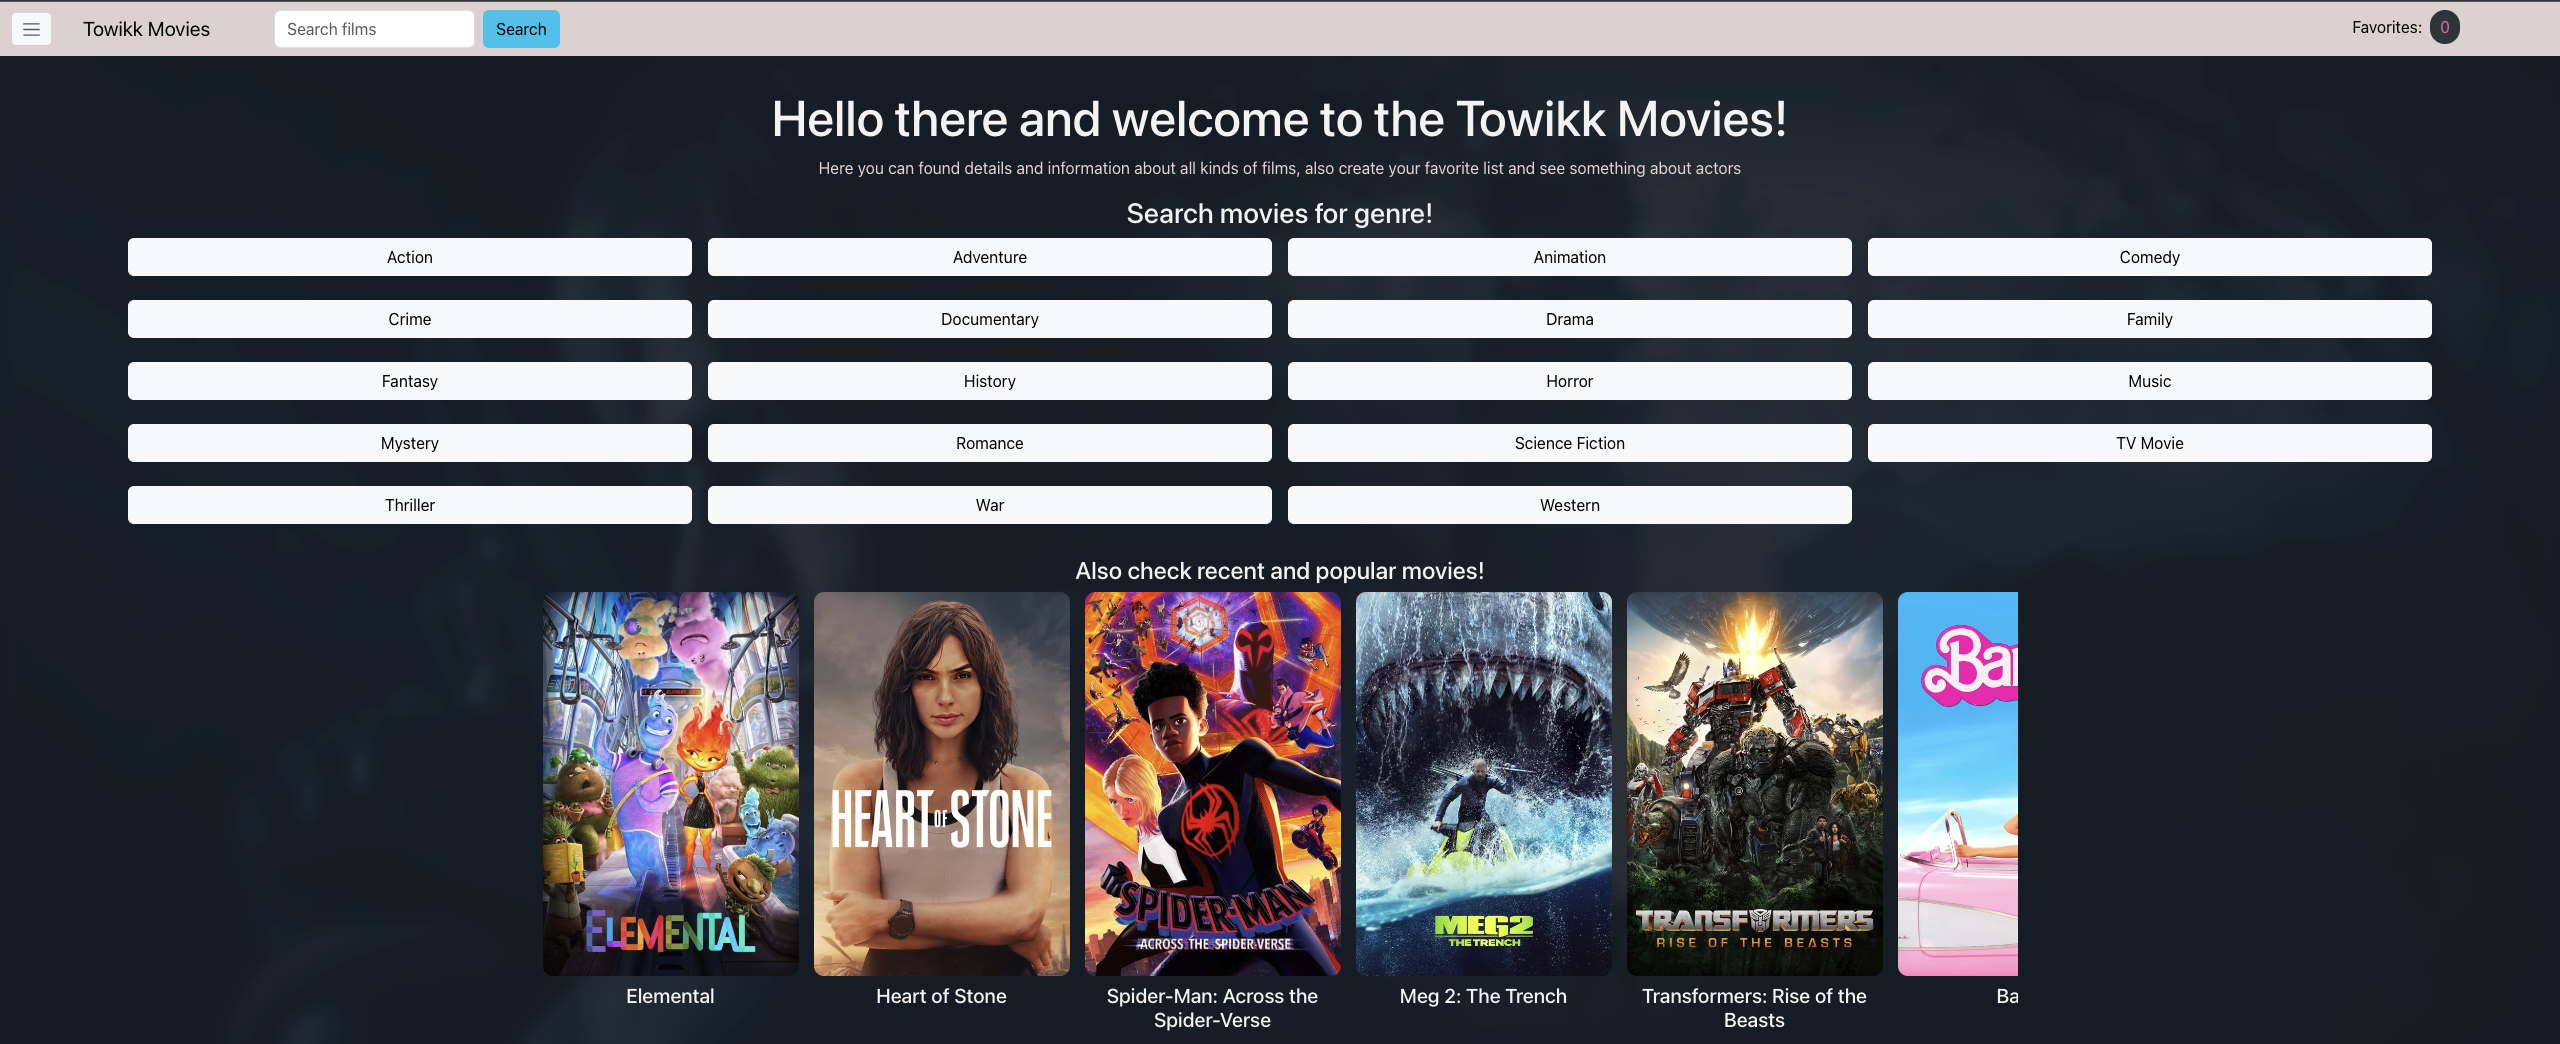 Towikk Movies
Search films
Search
Favorites: 0
Hello there and welcome to the Towikk Movies!
Here you can found details and information about all kinds of films, also create your favorite list and see something about actors
Search movies for genre!
Action
Adventure
Animation
Comedy
Crime
Documentary
Drama
Family
Fantasy
History
Horror
Music
Mystery
Romance
Science Fiction
TV Movie
Thriller
War
Western
Also check recent and popular movies!
ELEMENTAL
HEART OF STONE
SPIDER-MAN
ACROSS THE SPIDER-VERSE
MEG2
THE TRENCH
TRANSFORMERS
RISE OF THE BEASTS
Bar
Elemental
Heart of Stone
Spider-Man: Across the
Spider-Verse
Meg 2: The Trench
Transformers: Rise of the
Beasts
Ba